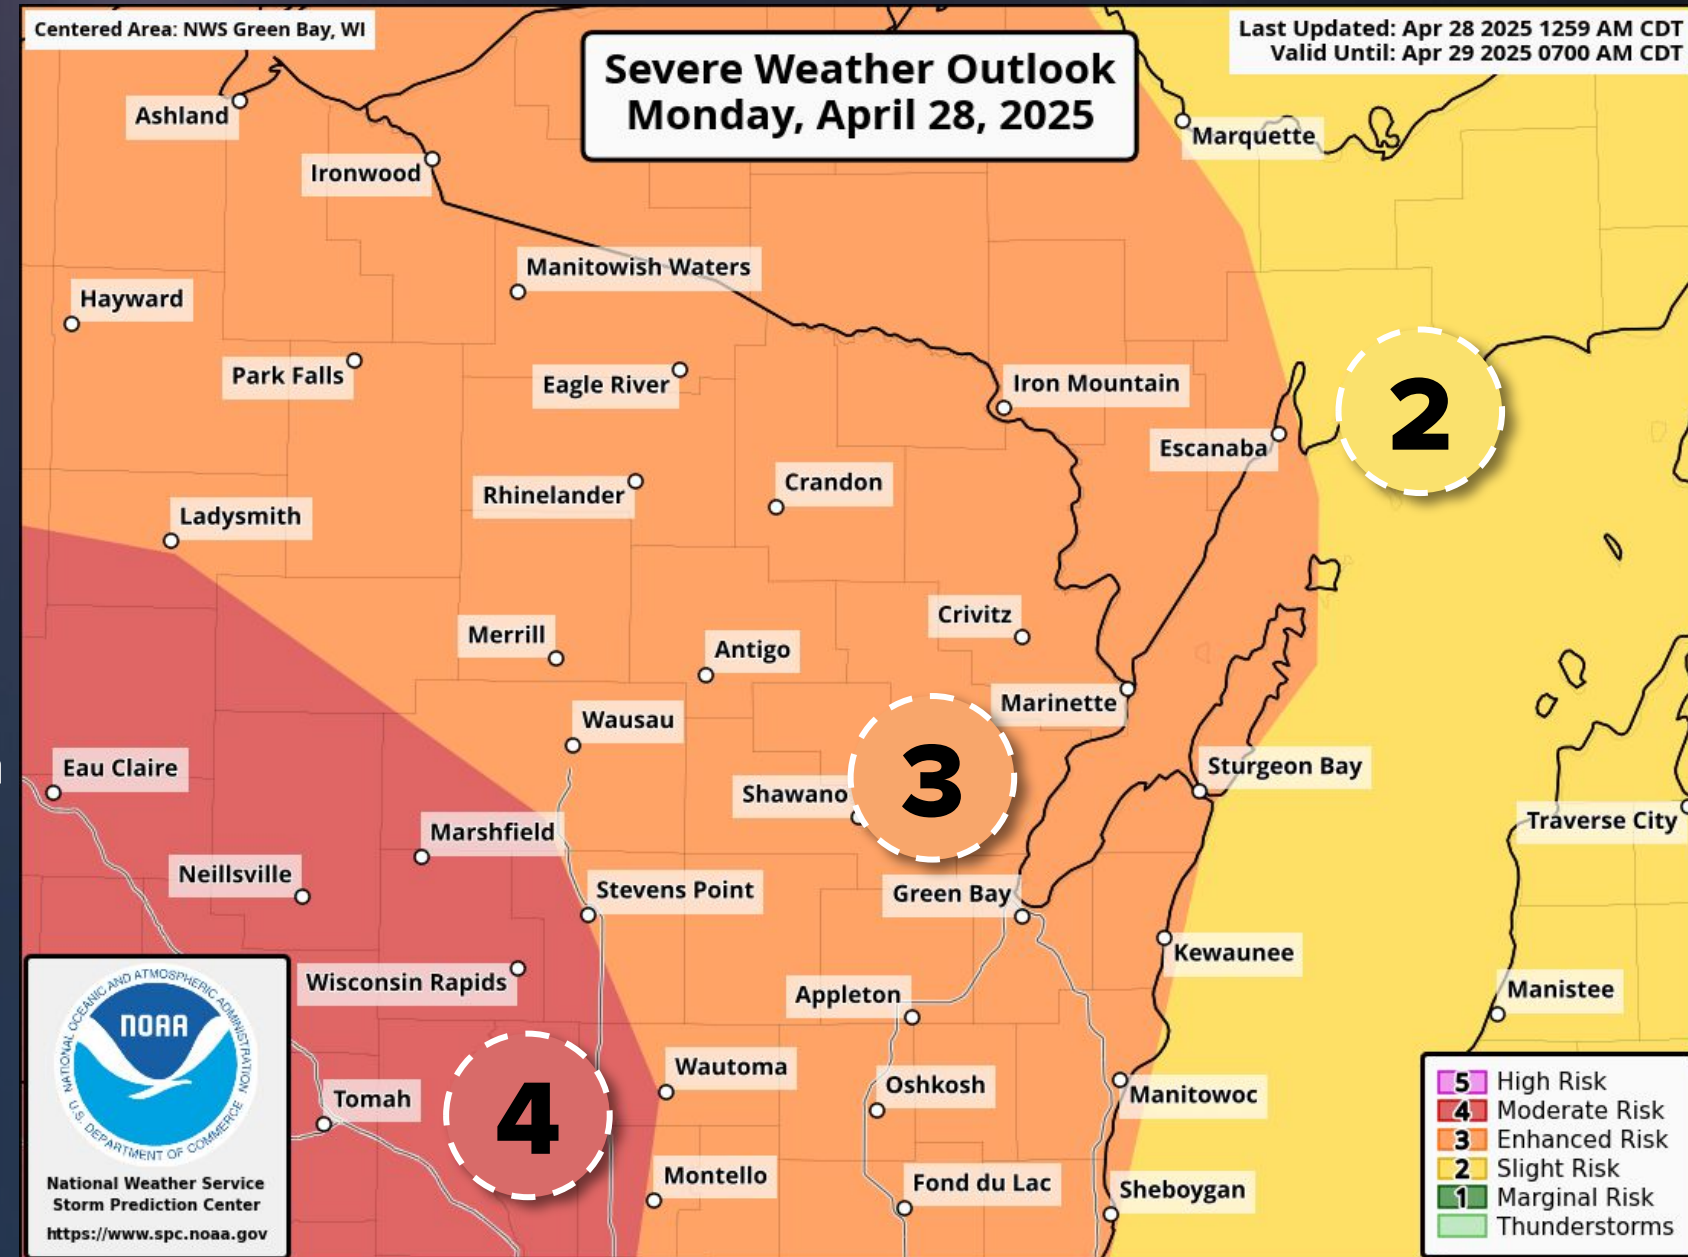 Centered Area: NWS Green Bay, WI
Severe Weather Outlook
Monday, April 28, 2025
Last Updated: Apr 28 2025 1259 AM CDT
Valid Until: Apr 29 2025 0700 AM CDT
Ashland
Marquette
Ironwood
Manitowish Waters
Hayward
Park Falls
Eagle River
Iron Mountain
2
Escanaba
Rhinelander
Crandon
Ladysmith
Crivitz
Merrill
Antigo
Marinette
Wausau
Eau Claire
Shawano
3
Sturgeon Bay
Traverse City
Marshfield
Neillsville
Stevens Point
Green Bay
Kewaunee
Wisconsin Rapids
Appleton
Manistee
Wautoma
Oshkosh
Manitowoc
Tomah
4
Montello
Fond du Lac
Sheboygan
NATIONAL OCEANIC AND ATMOSPHERIC ADMINISTRATION
NOAA
U.S. DEPARTMENT OF COMMERCE
National Weather Service
Storm Prediction Center
https://www.spc.noaa.gov
5 High Risk
4 Moderate Risk
3 Enhanced Risk
2 Slight Risk
1 Marginal Risk
Thunderstorms